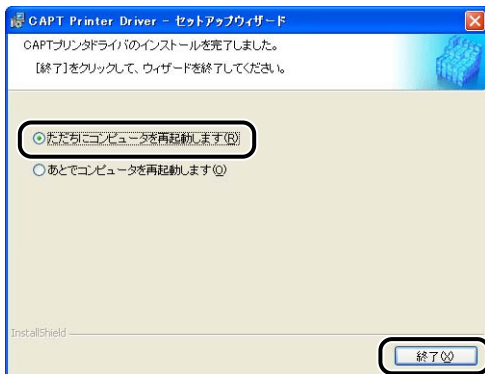 CAPT Printer Driver - セットアップウィザード
CAPTプリンタドライバのインストールを完了しました。
[終了]をクリックして、ウィザードを終了してください。
ただちにコンピュータを再起動します(R)
あとでコンピュータを再起動します(O)
InstallShield
終了(X)